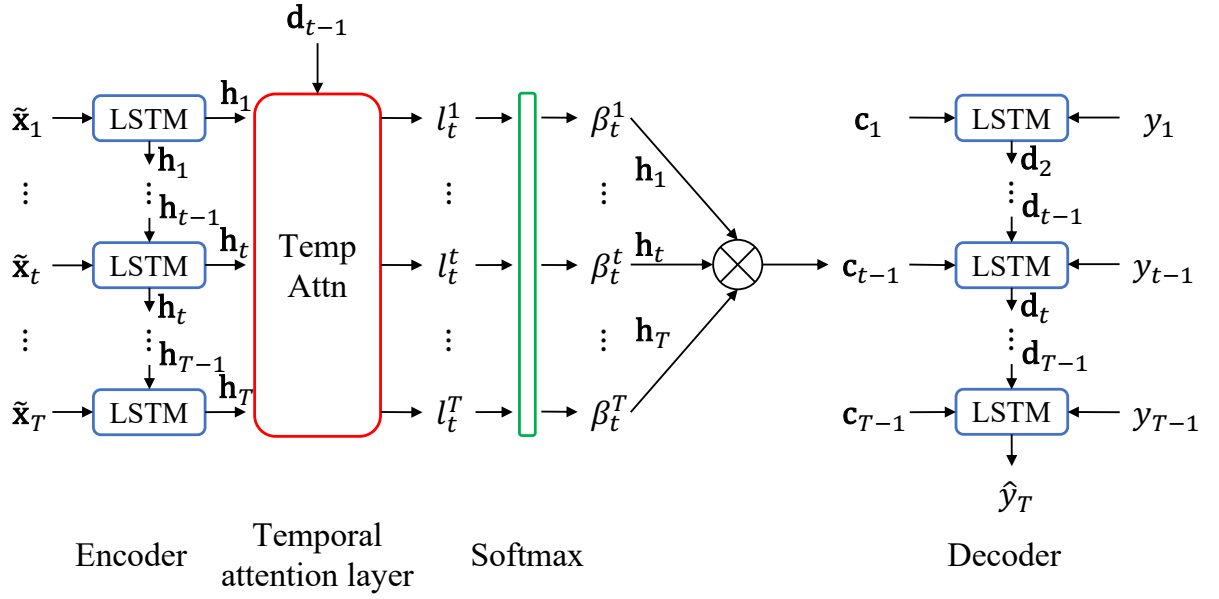 d_{t-1}
x̃_1 LSTM h_1 l_t^1 β_t^1 c_1 LSTM y_1
h_1 h_1 d_2
⋮ ⋮ ⋮ ⋮ ⋮
h_{t-1} d_{t-1}
x̃_t LSTM h_t Temp Attn l_t^t β_t^t h_t c_{t-1} LSTM y_{t-1}
h_t d_t
⋮ ⋮ ⋮ ⋮ h_T ⋮
h_{T-1} d_{T-1}
x̃_T LSTM h_T l_t^T β_t^T c_{T-1} LSTM y_{T-1}
ŷ_T
Encoder
Temporal
attention layer
Softmax
Decoder